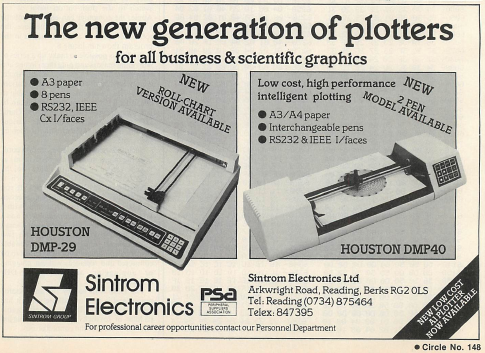 The new generation of plotters
for all business & scientific graphics
● A3 paper
● 8 pens
● RS232, IEEE
Cx I/faces
NEW
ROLL-CHART
VERSION AVAILABLE
HOUSTON
DMP-29
Low cost, high performance
intelligent plotting
NEW
2 PEN
MODEL AVAILABLE
● A3/A4 paper
● Interchangeable pens
● RS232 & IEEE I/faces
HOUSTON DMP40
SINTROM GROUP
Sintrom
Electronics
PSA
PERIPHERAL
SUPPLIERS
ASSOCIATION
Sintrom Electronics Ltd
Arkwright Road, Reading, Berks RG2 0LS
Tel: Reading (0734) 875464
Telex: 847395
For professional career opportunities contact our Personnel Department
NEW LOW COST
A1 PLOTTER
NOW AVAILABLE
● Circle No. 148